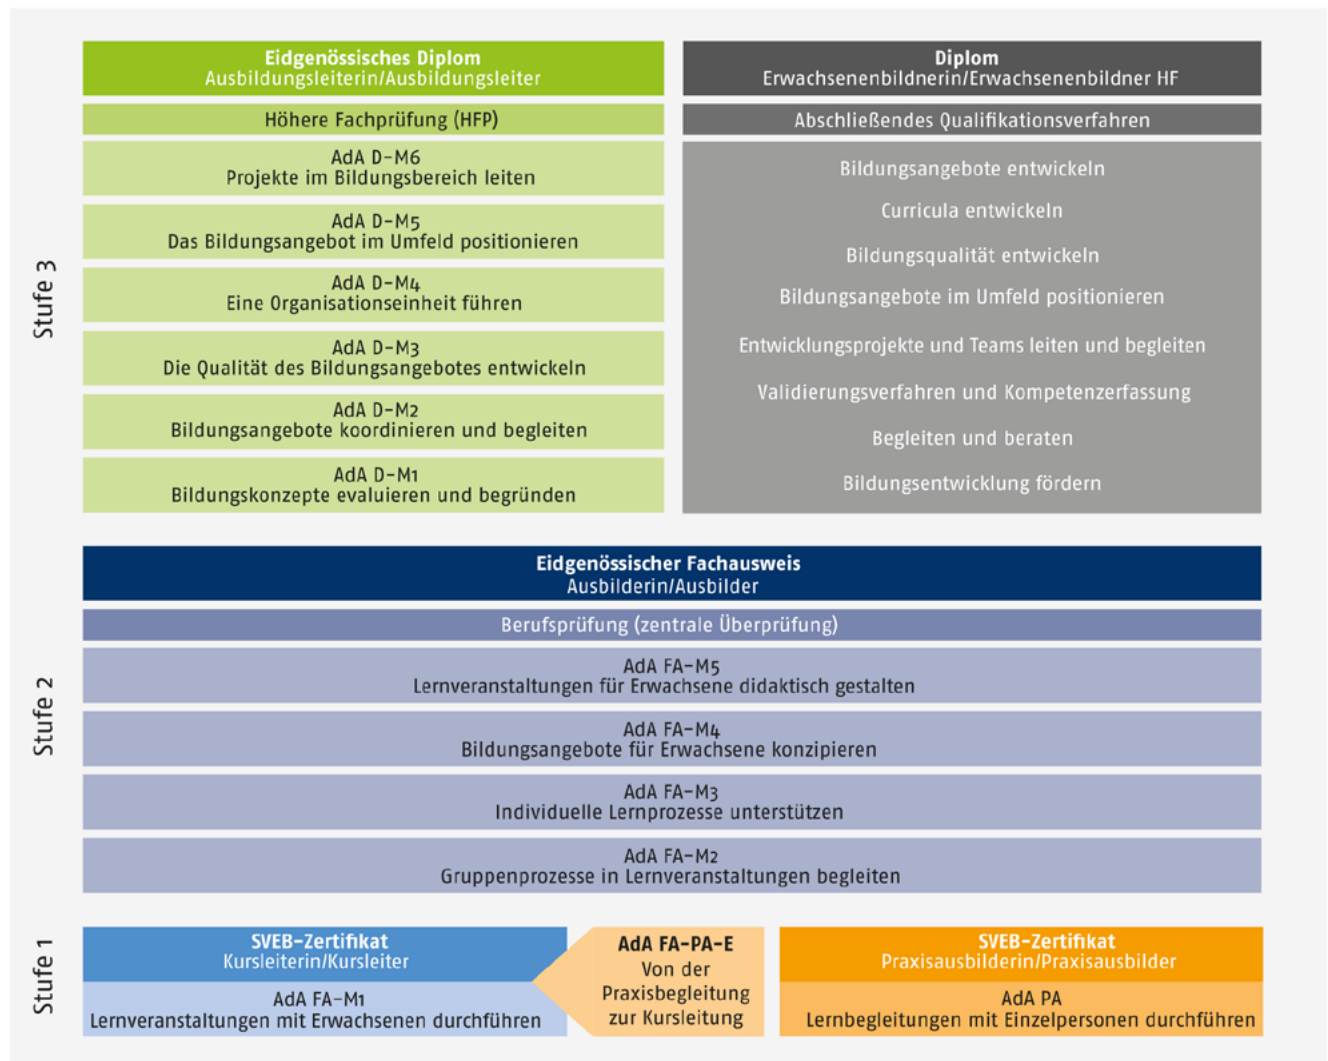 Stufe 3
Eidgenössisches Diplom
Ausbildungsleiterin/Ausbildungsleiter
Höhere Fachprüfung (HFP)
AdA D-M6
Projekte im Bildungsbereich leiten
AdA D-M5
Das Bildungsangebot im Umfeld positionieren
AdA D-M4
Eine Organisationseinheit führen
AdA D-M3
Die Qualität des Bildungsangebotes entwickeln
AdA D-M2
Bildungsangebote koordinieren und begleiten
AdA D-M1
Bildungskonzepte evaluieren und begründen
Diplom
Erwachsenenbildnerin/Erwachsenenbildner HF
Abschließendes Qualifikationsverfahren
Bildungsangebote entwickeln
Curricula entwickeln
Bildungsqualität entwickeln
Bildungsangebote im Umfeld positionieren
Entwicklungsprojekte und Teams leiten und begleiten
Validierungsverfahren und Kompetenzerfassung
Begleiten und beraten
Bildungsentwicklung fördern
Stufe 2
Eidgenössischer Fachausweis
Ausbilderin/Ausbilder
Berufsprüfung (zentrale Überprüfung)
AdA FA-M5
Lernveranstaltungen für Erwachsene didaktisch gestalten
AdA FA-M4
Bildungsangebote für Erwachsene konzipieren
AdA FA-M3
Individuelle Lernprozesse unterstützen
AdA FA-M2
Gruppenprozesse in Lernveranstaltungen begleiten
Stufe 1
SVEB-Zertifikat
Kursleiterin/Kursleiter
AdA FA-M1
Lernveranstaltungen mit Erwachsenen durchführen
AdA FA-PA-E
Von der
Praxisbegleitung
zur Kursleitung
SVEB-Zertifikat
Praxisausbilderin/Praxisausbilder
AdA PA
Lernbegleitungen mit Einzelpersonen durchführen